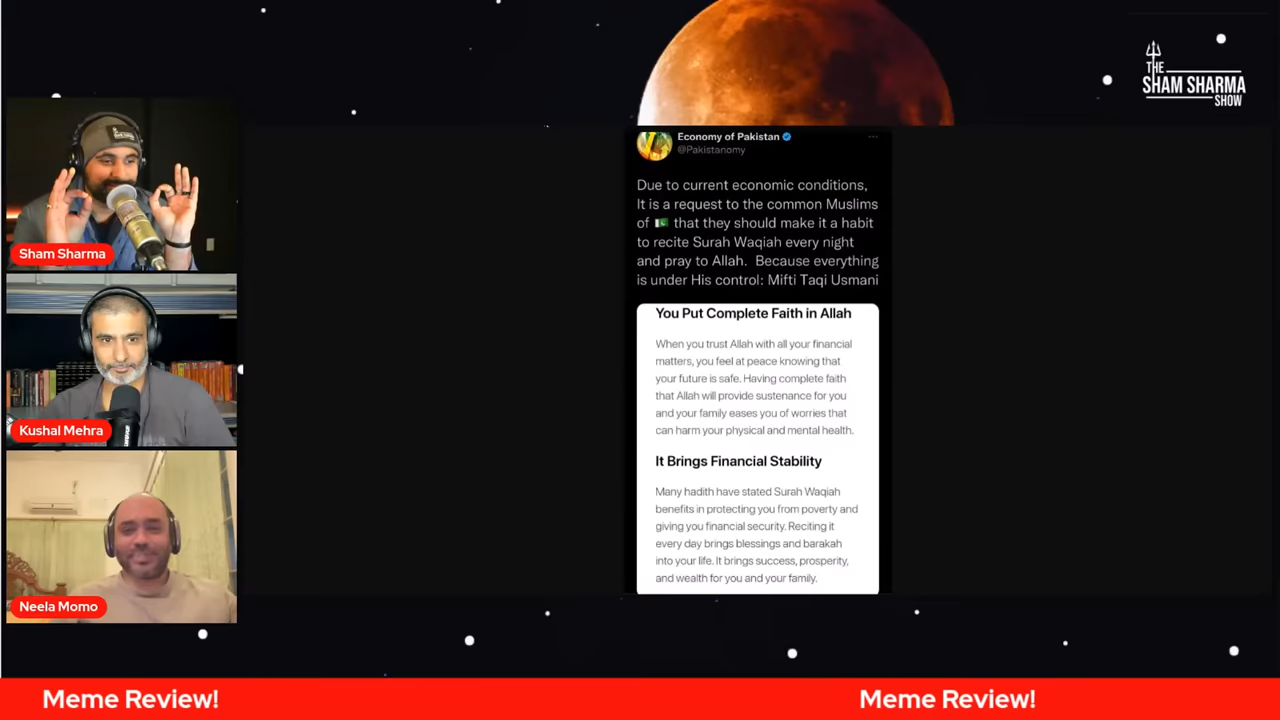 THE
SHAM SHARMA
SHOW
Economy of Pakistan
@Pakistanomy
Due to current economic conditions,
It is a request to the common Muslims
of 🇵🇰 that they should make it a habit
to recite Surah Waqiah every night
and pray to Allah. Because everything
is under His control: Mifti Taqi Usmani
You Put Complete Faith in Allah
When you trust Allah with all your financial
matters, you feel at peace knowing that
your future is safe. Having complete faith
that Allah will provide sustenance for you
and your family eases you of worries that
can harm your physical and mental health.
It Brings Financial Stability
Many hadith have stated Surah Waqiah
benefits in protecting you from poverty and
giving you financial security. Reciting it
every day brings blessings and barakah
into your life. It brings success, prosperity,
and wealth for you and your family.
Sham Sharma
Kushal Mehra
Neela Momo
Meme Review!
Meme Review!